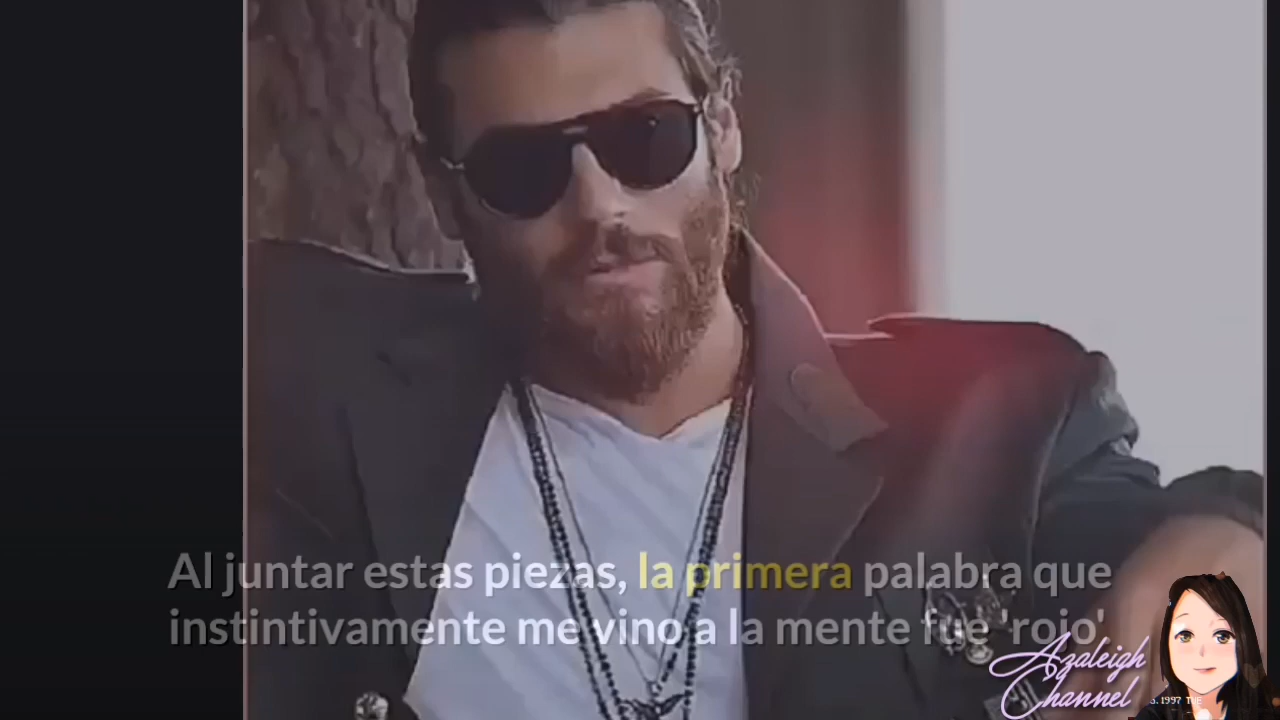 Al juntar estas piezas, la primera palabra que
instintivamente me vino a la mente fue 'rojo'
Azaleigh
Channel